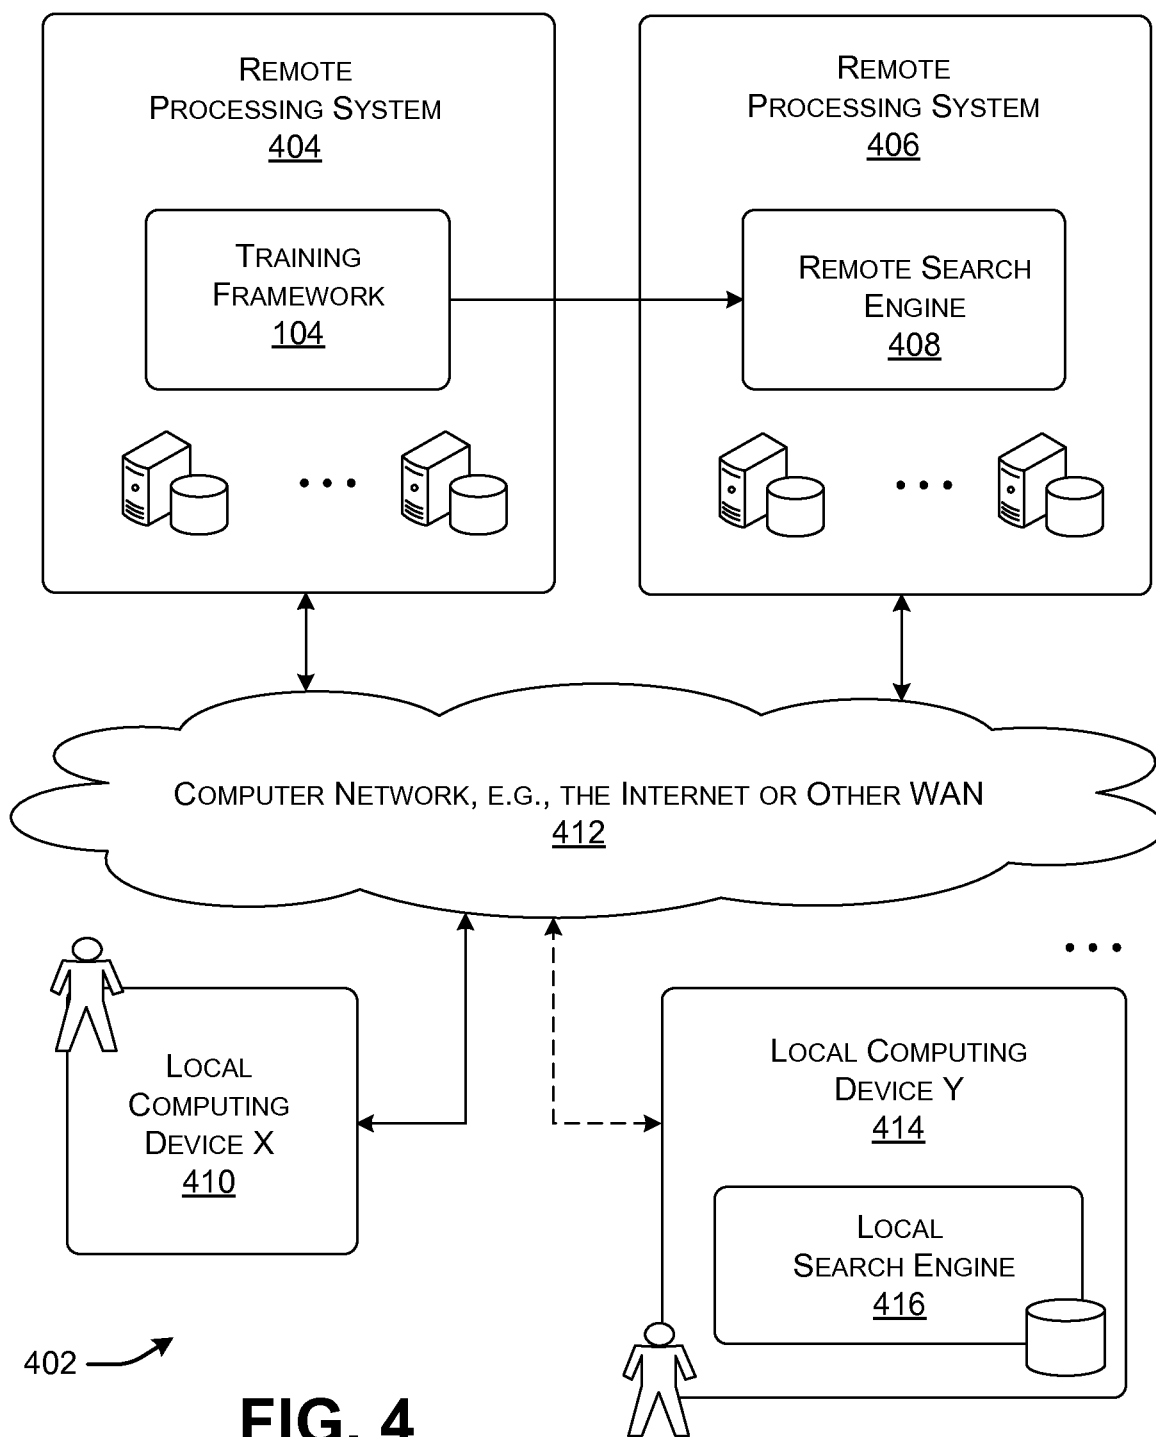 REMOTE
PROCESSING SYSTEM
404
TRAINING
FRAMEWORK
104
REMOTE
PROCESSING SYSTEM
406
REMOTE SEARCH
ENGINE
408
COMPUTER NETWORK, E.G., THE INTERNET OR OTHER WAN
412
LOCAL
COMPUTING
DEVICE X
410
LOCAL COMPUTING
DEVICE Y
414
LOCAL
SEARCH ENGINE
416
402
FIG. 4